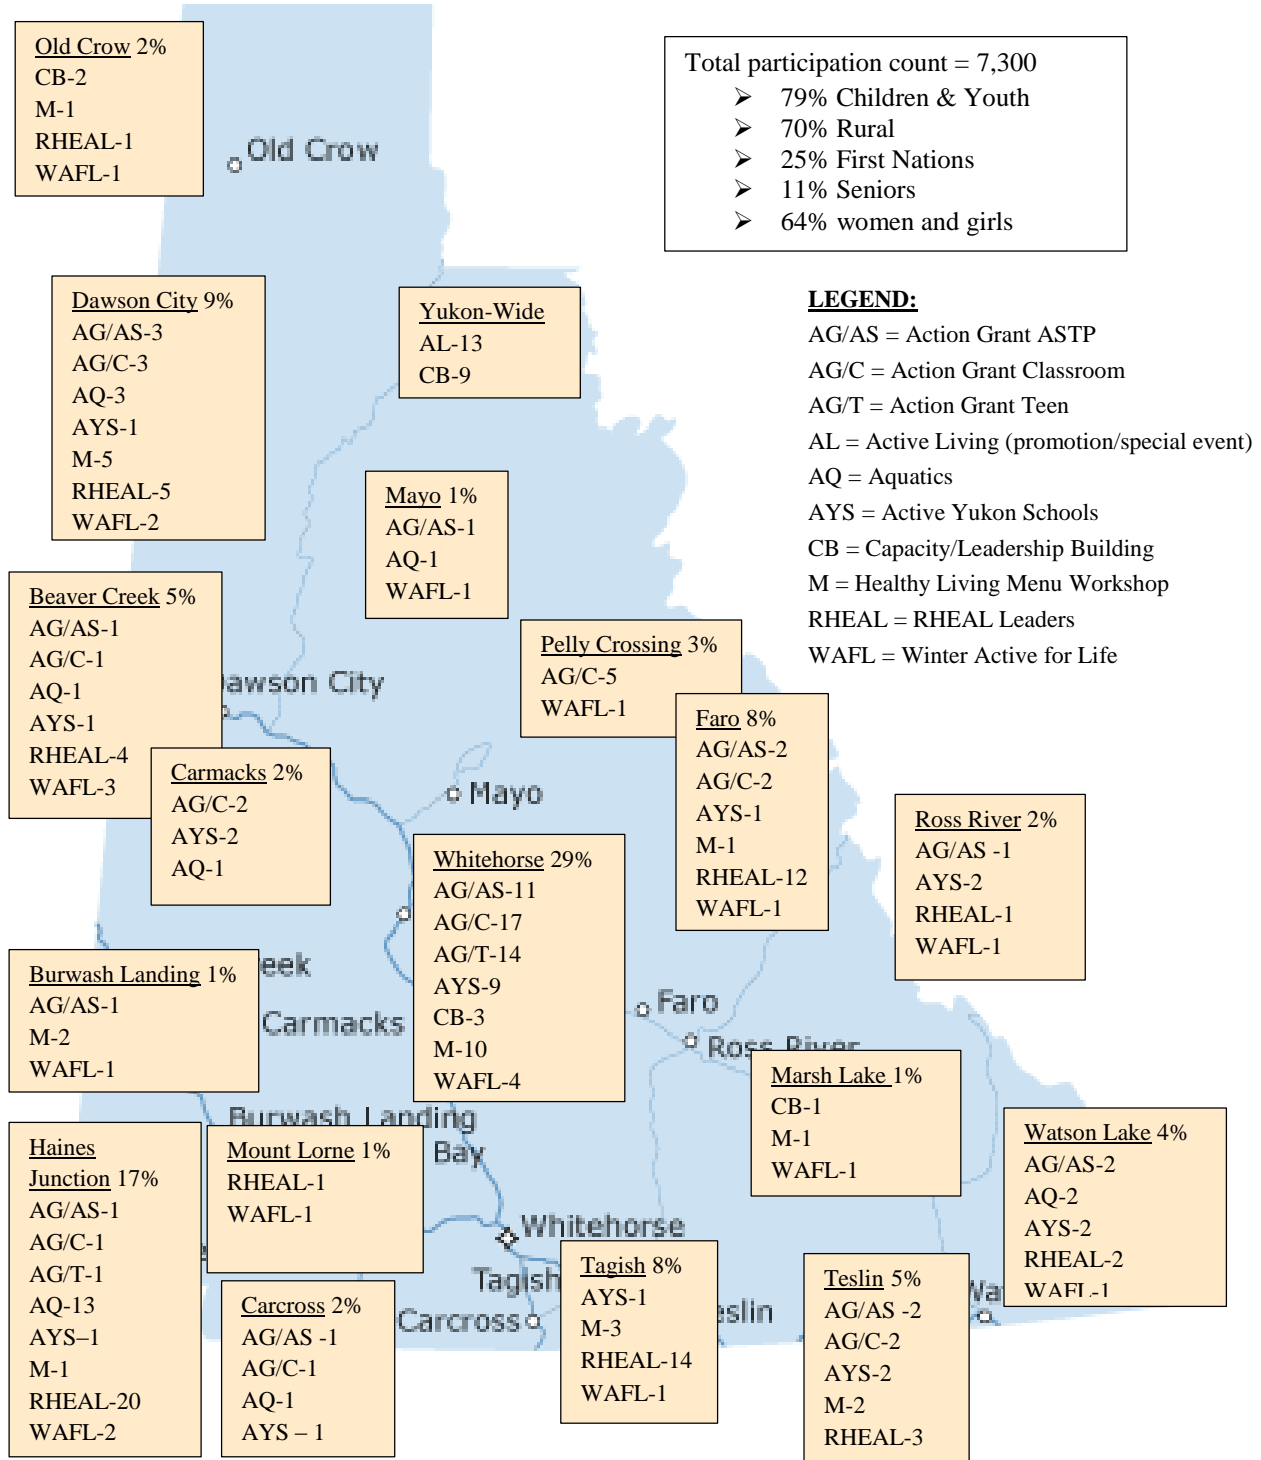 Old Crow 2%
CB-2
M-1
RHEAL-1
WAFL-1
Old Crow
Total participation count = 7,300
➢ 79% Children & Youth
➢ 70% Rural
➢ 25% First Nations
➢ 11% Seniors
➢ 64% women and girls
Dawson City 9%
AG/AS-3
AG/C-3
AQ-3
AYS-1
M-5
RHEAL-5
WAFL-2
Yukon-Wide
AL-13
CB-9
LEGEND:
AG/AS = Action Grant ASTP
AG/C = Action Grant Classroom
AG/T = Action Grant Teen
AL = Active Living (promotion/special event)
AQ = Aquatics
AYS = Active Yukon Schools
CB = Capacity/Leadership Building
M = Healthy Living Menu Workshop
RHEAL = RHEAL Leaders
WAFL = Winter Active for Life
Mayo 1%
AG/AS-1
AQ-1
WAFL-1
Beaver Creek 5%
AG/AS-1
AG/C-1
AQ-1
AYS-1
RHEAL-4
WAFL-3
Pelly Crossing 3%
AG/C-5
WAFL-1
Dawson City
Faro 8%
AG/AS-2
AG/C-2
AYS-1
M-1
RHEAL-12
WAFL-1
Carmacks 2%
AG/C-2
AYS-2
AQ-1
Mayo
Ross River 2%
AG/AS -1
AYS-2
RHEAL-1
WAFL-1
Whitehorse 29%
AG/AS-11
AG/C-17
AG/T-14
AYS-9
CB-3
M-10
WAFL-4
Burwash Landing 1%
AG/AS-1
M-2
WAFL-1
eek
Carmacks
Faro
Ross River
Marsh Lake 1%
CB-1
M-1
WAFL-1
Burwash Landing
Bay
Watson Lake 4%
AG/AS-2
AQ-2
AYS-2
RHEAL-2
WAFL-1
Haines
Junction 17%
AG/AS-1
AG/C-1
AG/T-1
AQ-13
AYS–1
M-1
RHEAL-20
WAFL-2
Mount Lorne 1%
RHEAL-1
WAFL-1
Whitehorse
Tagish
Carcross
Carcross 2%
AG/AS -1
AG/C-1
AQ-1
AYS – 1
Tagish 8%
AYS-1
M-3
RHEAL-14
WAFL-1
eslin
Teslin 5%
AG/AS -2
AG/C-2
AYS-2
M-2
RHEAL-3
Wa